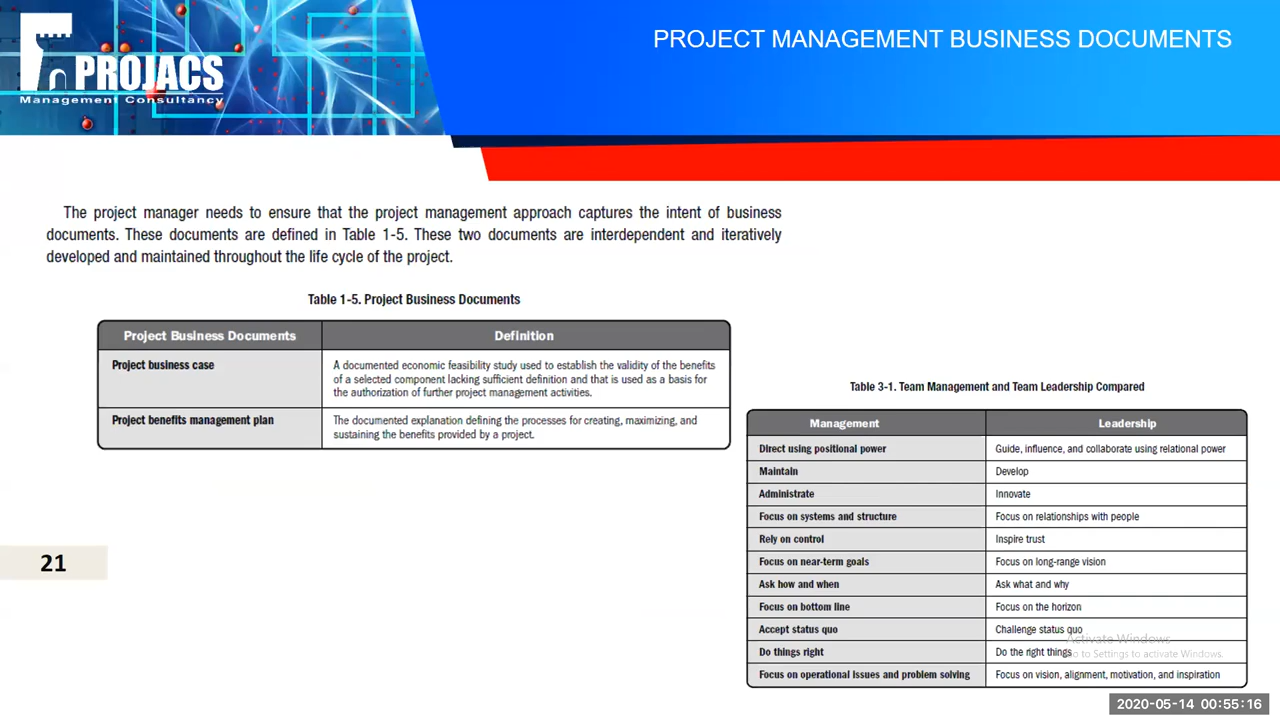 PROJACS
Management Consultancy
PROJECT MANAGEMENT BUSINESS DOCUMENTS
The project manager needs to ensure that the project management approach captures the intent of business
documents. These documents are defined in Table 1-5. These two documents are interdependent and iteratively
developed and maintained throughout the life cycle of the project.
Table 1-5. Project Business Documents
Project Business Documents Definition
Project business case
A documented economic feasibility study used to establish the validity of the benefits
of a selected component lacking sufficient definition and that is used as a basis for
the authorization of further project management activities.
Project benefits management plan
The documented explanation defining the processes for creating, maximizing, and
sustaining the benefits provided by a project.
Table 3-1. Team Management and Team Leadership Compared
Management Leadership
Direct using positional power Guide, influence, and collaborate using relational power
Maintain Develop
Administrate Innovate
Focus on systems and structure Focus on relationships with people
Rely on control Inspire trust
Focus on near-term goals Focus on long-range vision
Ask how and when Ask what and why
Focus on bottom line Focus on the horizon
Accept status quo Challenge status quo
Do things right Do the right things
Focus on operational issues and problem solving Focus on vision, alignment, motivation, and inspiration
21
Activate Windows
Go to Settings to activate Windows.
2020-05-14 00:55:16